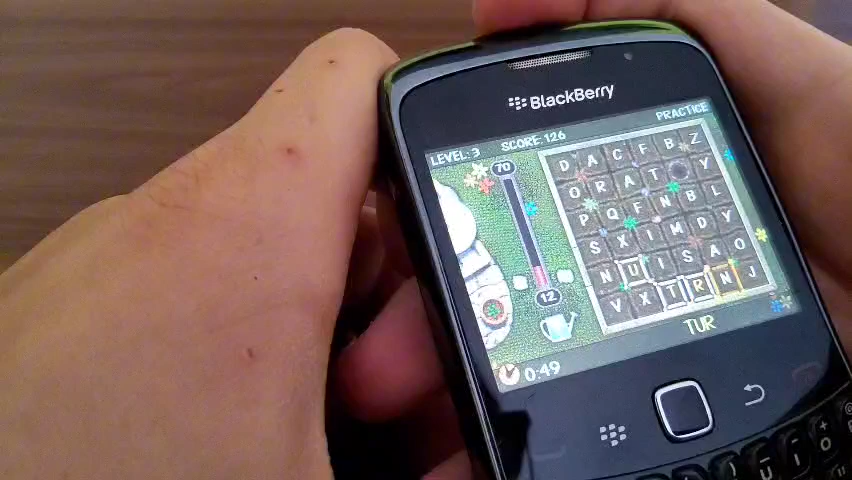 BlackBerry
LEVEL: 3 SCORE: 126 PRACTICE
70
D A C F B Z
O R A T Y
P Q F N B L
S X I M D Y
N U I S A O
V X T R N J
12
TUR
0:49